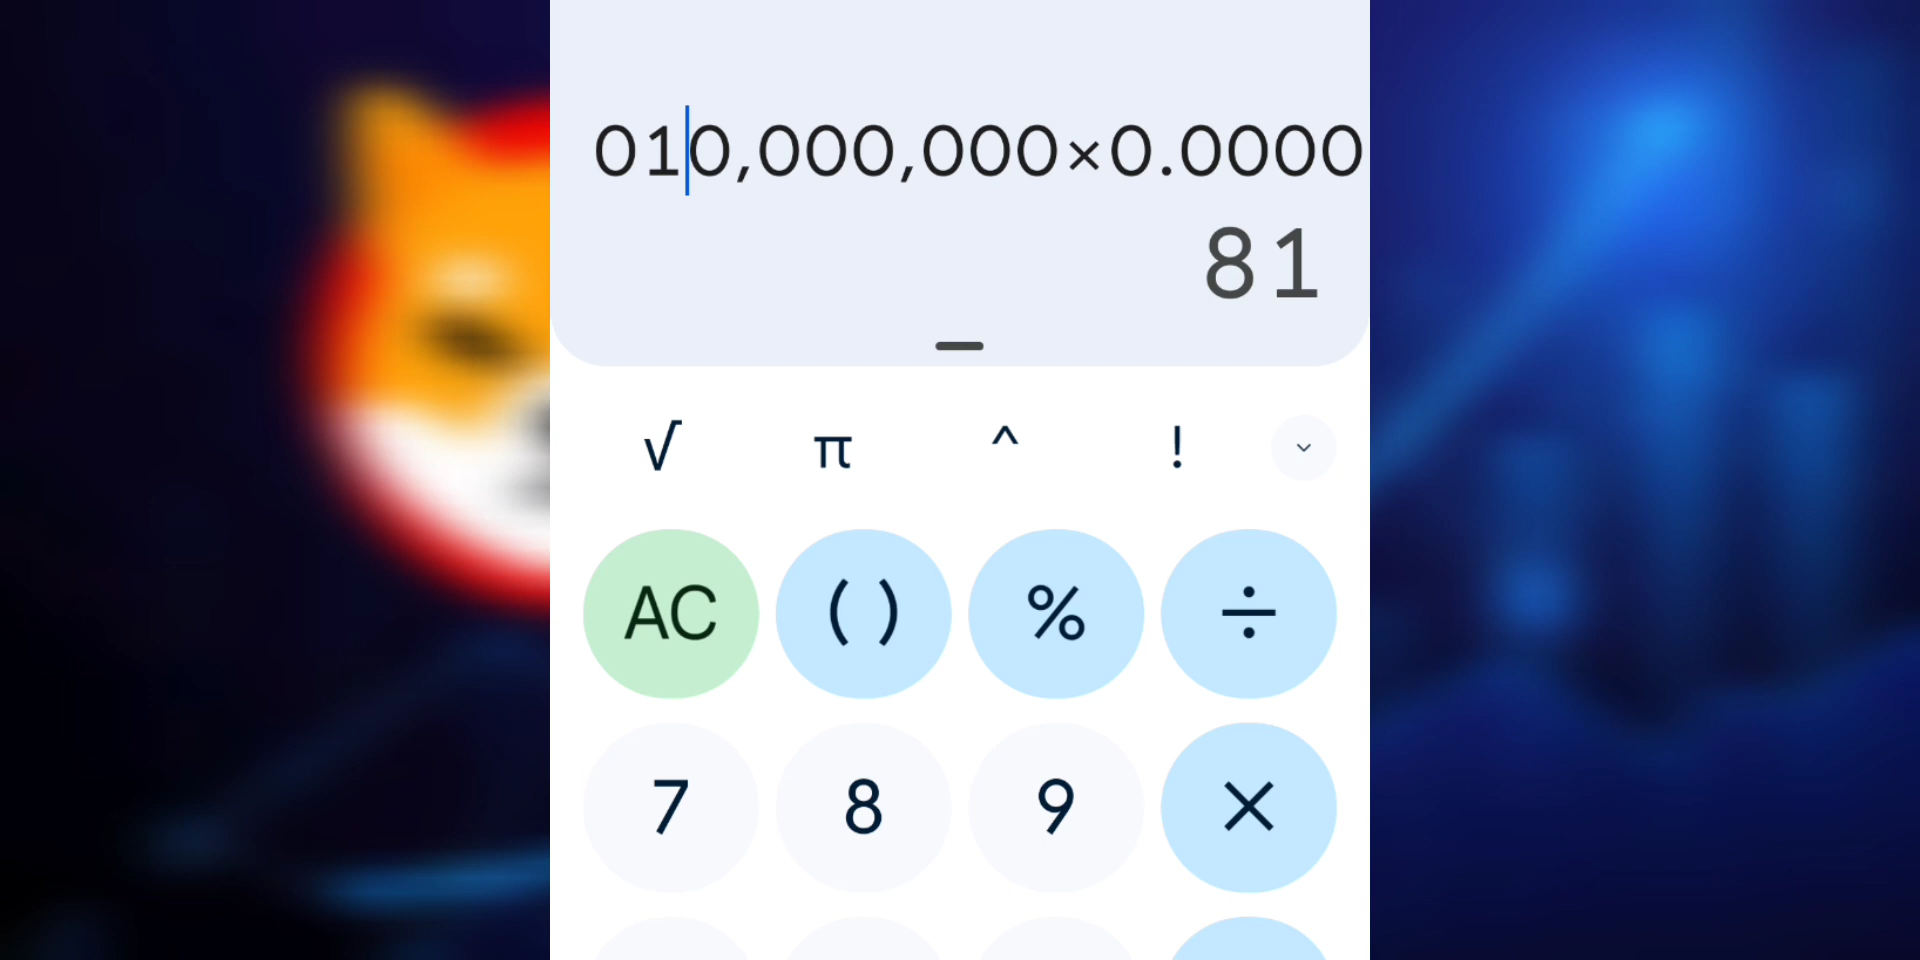 010,000,000×0.0000
81
√ π ^ !
AC ( ) % ÷
7 8 9 ×